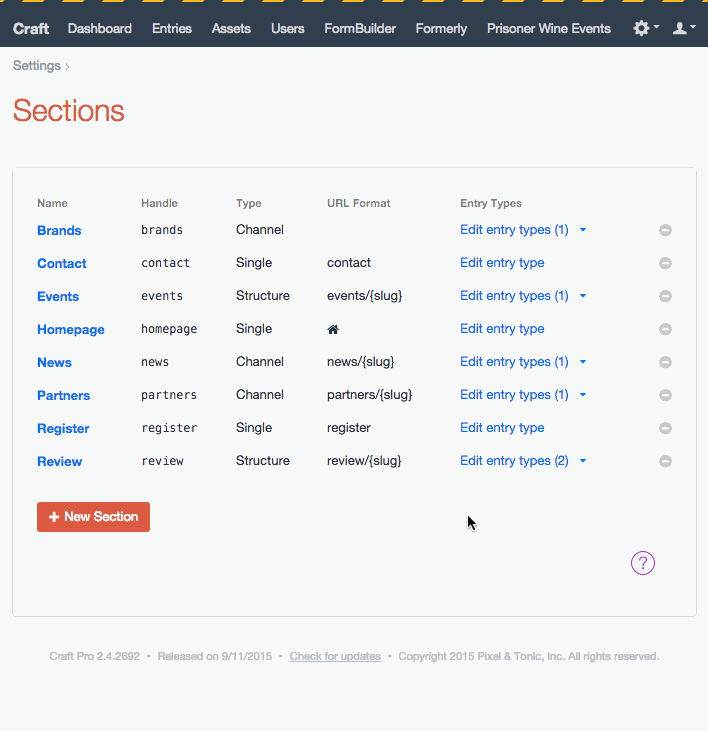 Craft Dashboard Entries Assets Users FormBuilder Formerly Prisoner Wine Events
Settings ›
Sections
Name Handle Type URL Format Entry Types
Brands brands Channel Edit entry types (1)
Contact contact Single contact Edit entry type
Events events Structure events/{slug} Edit entry types (1)
Homepage homepage Single Edit entry type
News news Channel news/{slug} Edit entry types (1)
Partners partners Channel partners/{slug} Edit entry types (1)
Register register Single register Edit entry type
Review review Structure review/{slug} Edit entry types (2)
+ New Section
?
Craft Pro 2.4.2692 • Released on 9/11/2015 • Check for updates • Copyright 2015 Pixel & Tonic, Inc. All rights reserved.